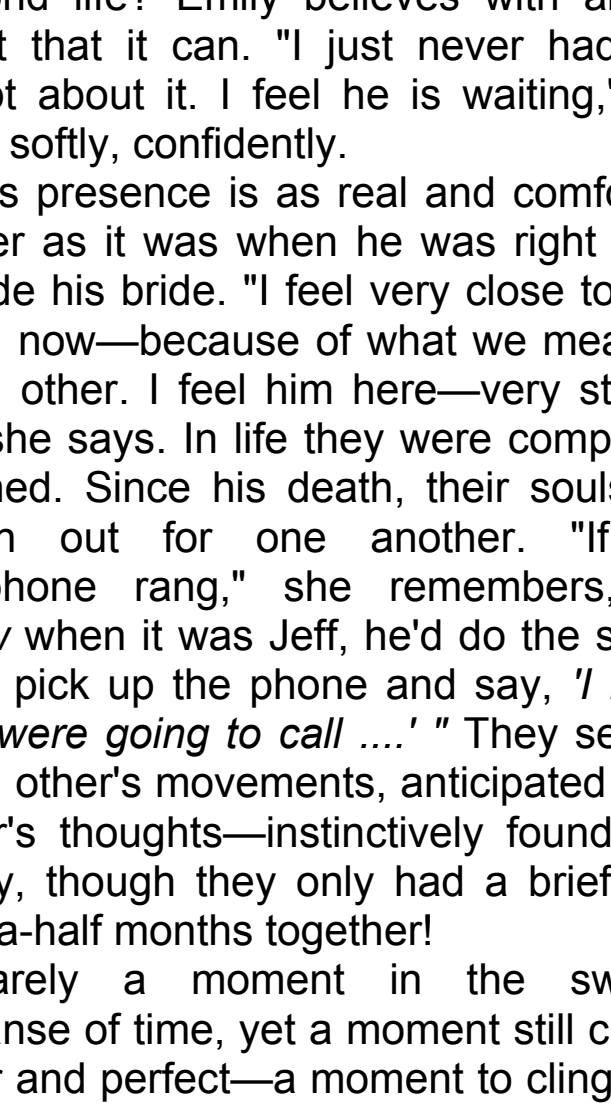 ond life? Emily believes with a
t that it can. "I just never had
ot about it. I feel he is waiting,"
softly, confidently.
s presence is as real and comfo
er as it was when he was right
de his bride. "I feel very close to
now—because of what we mea
other. I feel him here—very st
she says. In life they were comp
ned. Since his death, their souls
h out for one another. "If
phone rang," she remembers,
y when it was Jeff, he'd do the s
pick up the phone and say, 'I
were going to call ....' " They se
other's movements, anticipated
r's thoughts—instinctively found
y, though they only had a brief
a-half months together!
arely a moment in the sw
nse of time, yet a moment still c
r and perfect—a moment to cling